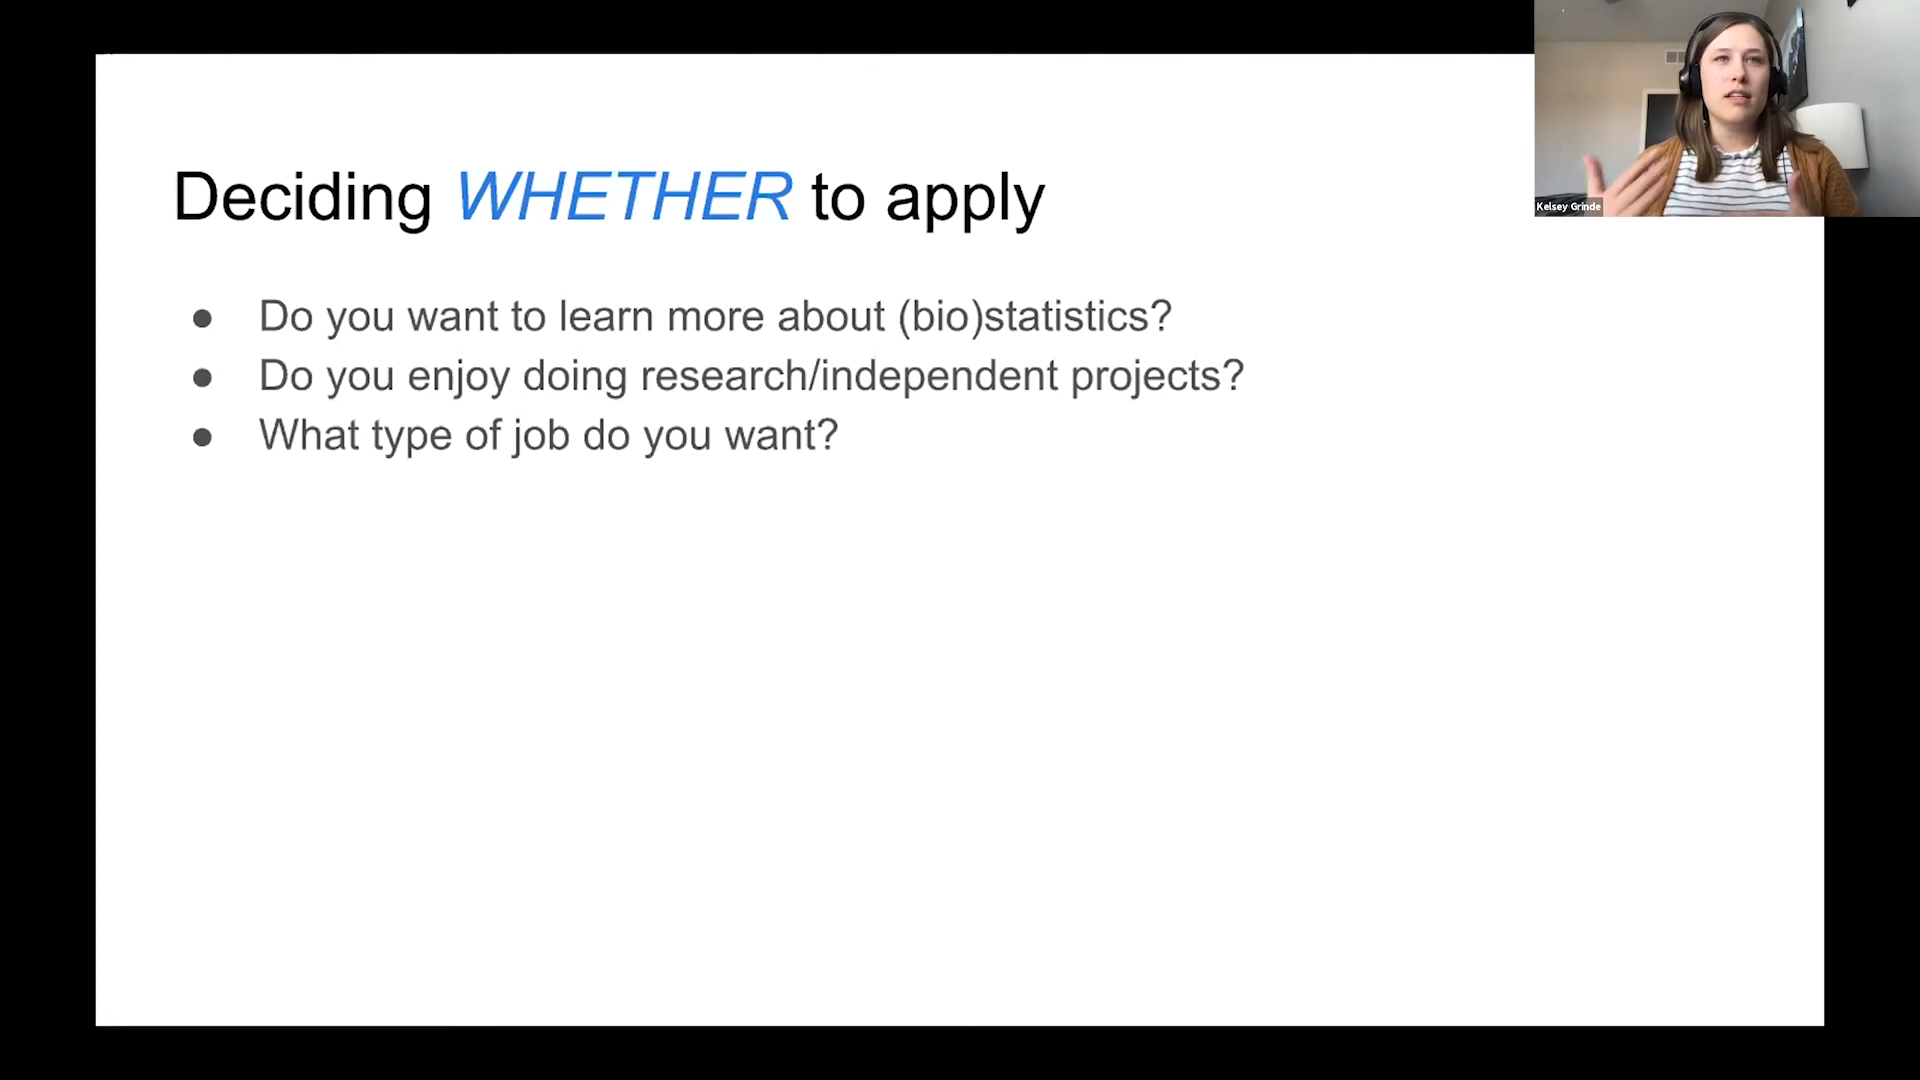 Deciding WHETHER to apply
● Do you want to learn more about (bio)statistics?
● Do you enjoy doing research/independent projects?
● What type of job do you want?
Kelsey Grinde